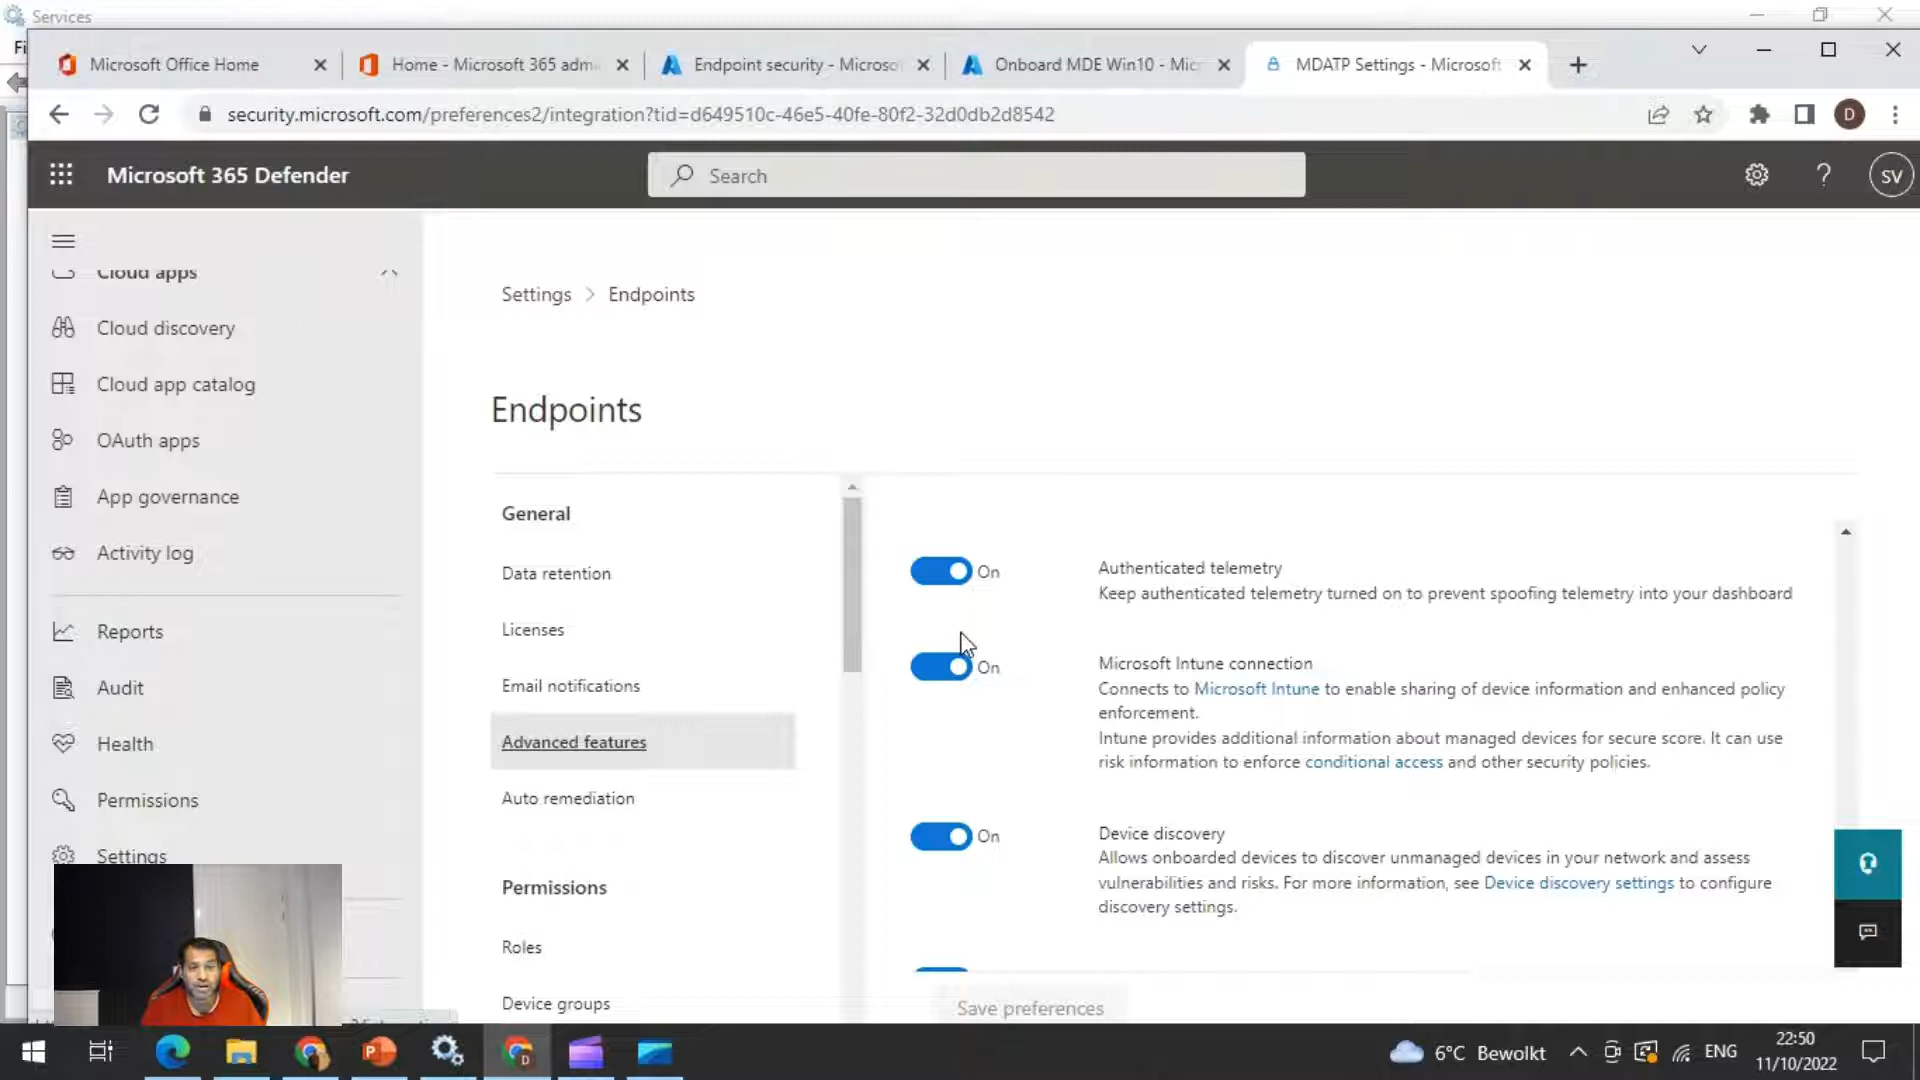 Services
Fi
Microsoft Office Home
Home - Microsoft 365 adm
Endpoint security - Microso
Onboard MDE Win10 - Mic
MDATP Settings - Microsoft
security.microsoft.com/preferences2/integration?tid=d649510c-46e5-40fe-80f2-32d0db2d8542
D
Microsoft 365 Defender
Search
?
SV
Cloud apps
Cloud discovery
Cloud app catalog
OAuth apps
App governance
Activity log
Reports
Audit
Health
Permissions
Settings
Settings > Endpoints
Endpoints
General
Data retention
Licenses
Email notifications
Advanced features
Auto remediation
Permissions
Roles
Device groups
On
Authenticated telemetry
Keep authenticated telemetry turned on to prevent spoofing telemetry into your dashboard
On
Microsoft Intune connection
Connects to Microsoft Intune to enable sharing of device information and enhanced policy
enforcement.
Intune provides additional information about managed devices for secure score. It can use
risk information to enforce conditional access and other security policies.
On
Device discovery
Allows onboarded devices to discover unmanaged devices in your network and assess
vulnerabilities and risks. For more information, see Device discovery settings to configure
discovery settings.
Save preferences
6°C Bewolkt
ENG
22:50
11/10/2022